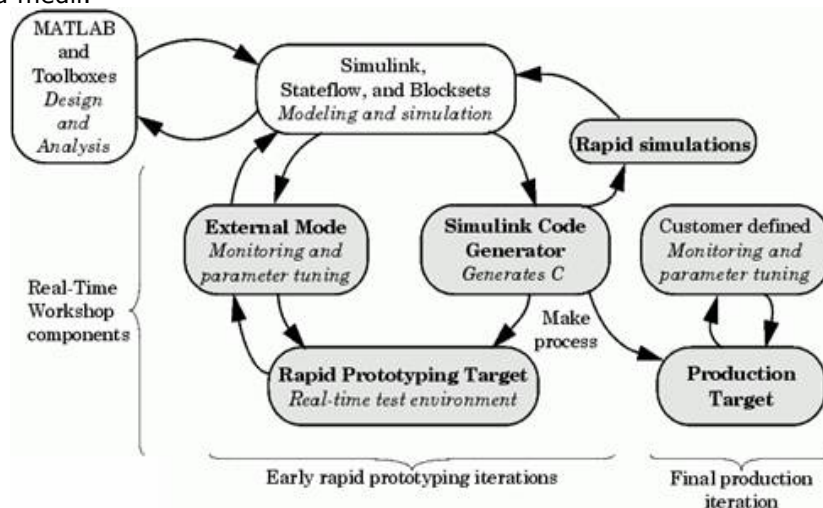 MATLAB
and
Toolboxes
Design
and
Analysis
Simulink,
Stateflow, and Blocksets
Modeling and simulation
Rapid simulations
External Mode
Monitoring and
parameter tuning
Simulink Code
Generator
Generates C
Customer defined
Monitoring and
parameter tuning
Real-Time
Workshop
components
Make
process
Rapid Prototyping Target
Real-time test environment
Production
Target
Early rapid prototyping iterations
Final production
iteration